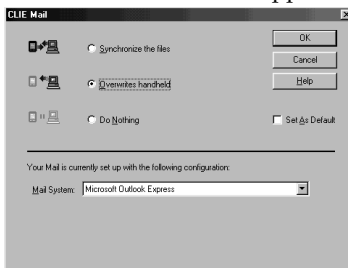 CLIE Mail
Synchronize the files
OK
Cancel
Overwrites handheld
Help
Do Nothing
Set As Default
Your Mail is currently set up with the following configuration:
Mail System: Microsoft Outlook Express